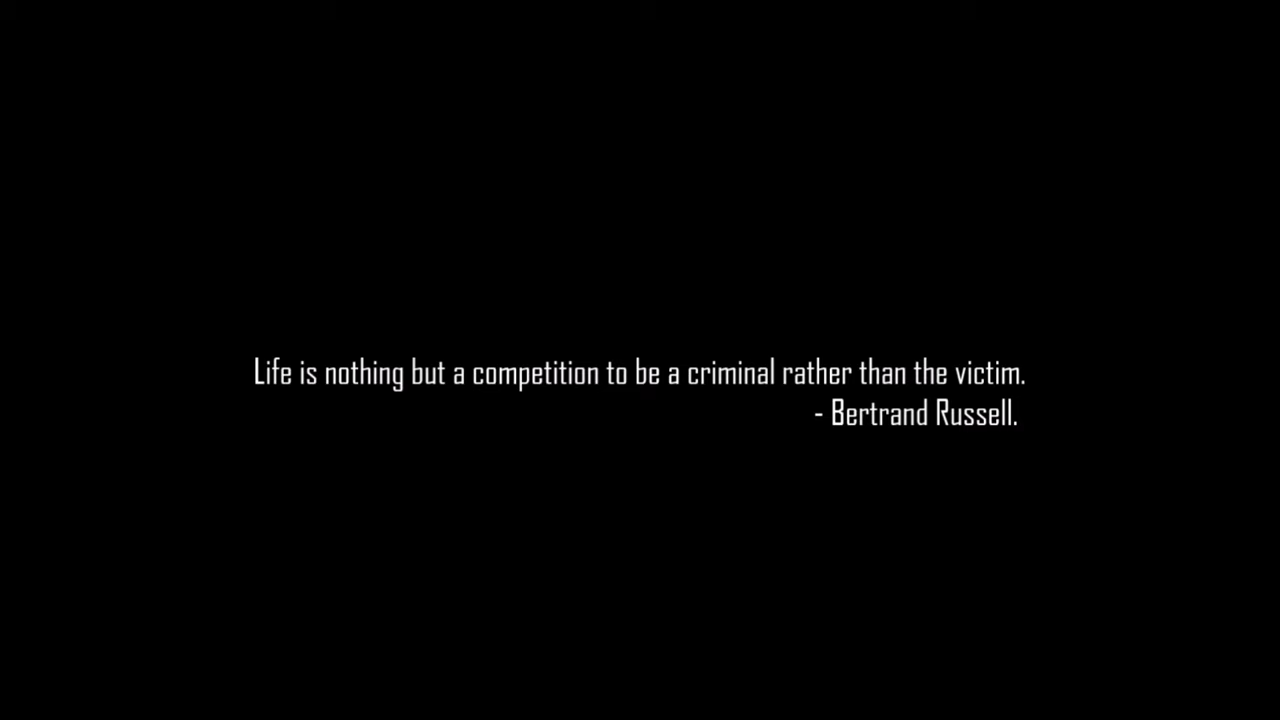 Life is nothing but a competition to be a criminal rather than the victim.
- Bertrand Russell.